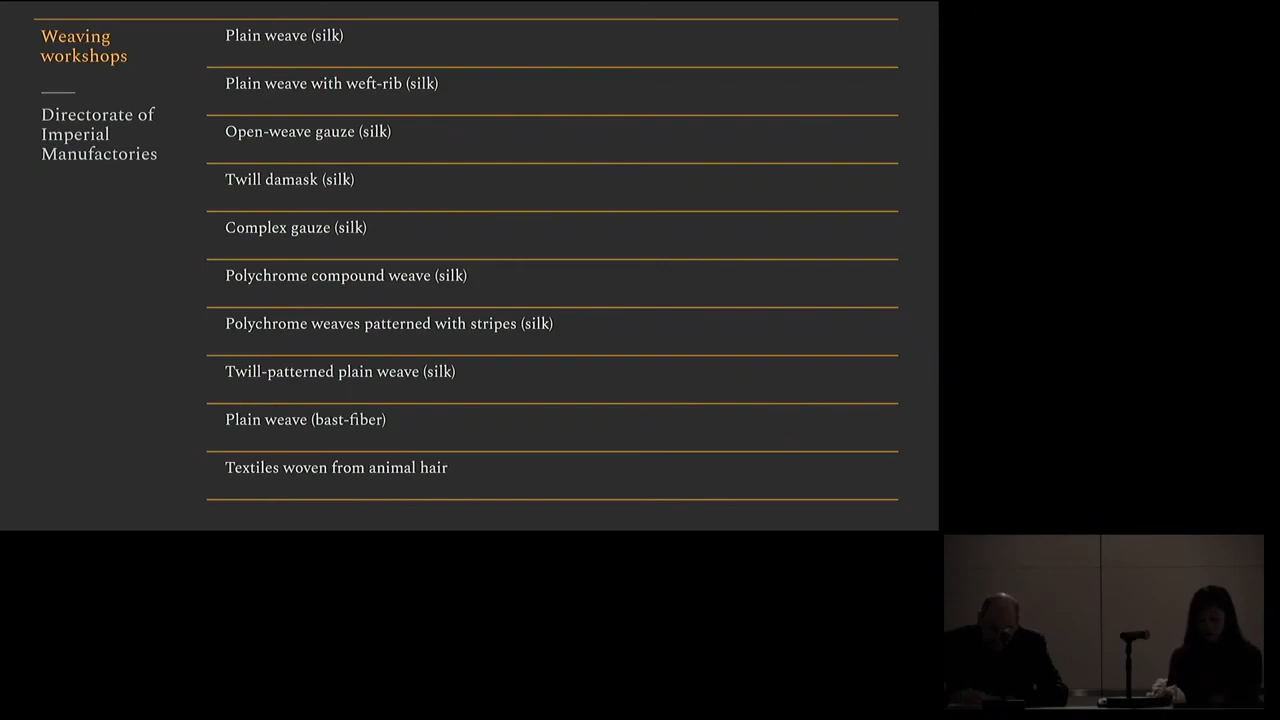 Weaving
workshops
Directorate of
Imperial
Manufactories
Plain weave (silk)
Plain weave with weft-rib (silk)
Open-weave gauze (silk)
Twill damask (silk)
Complex gauze (silk)
Polychrome compound weave (silk)
Polychrome weaves patterned with stripes (silk)
Twill-patterned plain weave (silk)
Plain weave (bast-fiber)
Textiles woven from animal hair